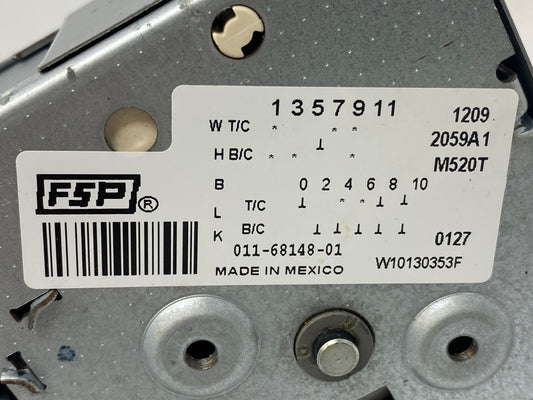 1 3 5 7 9 11 1209
W T/C * * * 2059A1
H B/C * * ⊥ * M520T
FSP ®
B 0 2 4 6 8 10
L T/C ⊥ * * ⊥ ⊥
K B/C ⊥ ⊥ ⊥ ⊥ ⊥ 0127
011-68148-01
MADE IN MEXICO W10130353F